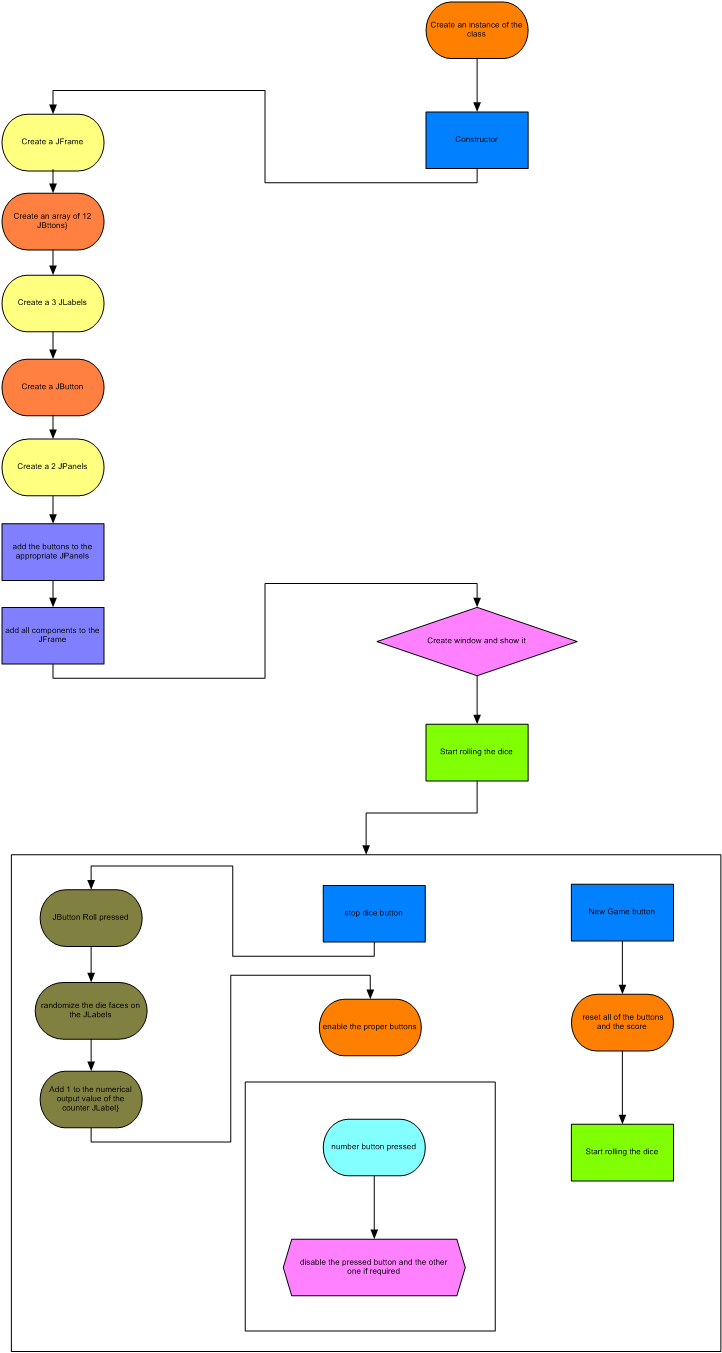 Create an instance of the
class
Constructor
Create a JFrame
Create an array of 12
JBttons}
Create a 3 JLabels
Create a JButton
Create a 2 JPanels
add the buttons to the
appropriate JPanels
add all components to the
JFrame
Create window and show it
Start rolling the dice
JButton Roll pressed
randomize the die faces on
the JLabels
Add 1 to the numerical
output value of the
counter JLabel}
stop dice button
enable the proper buttons
number button pressed
disable the pressed button and the other
one if required
New Game button
reset all of the buttons
and the score
Start rolling the dice